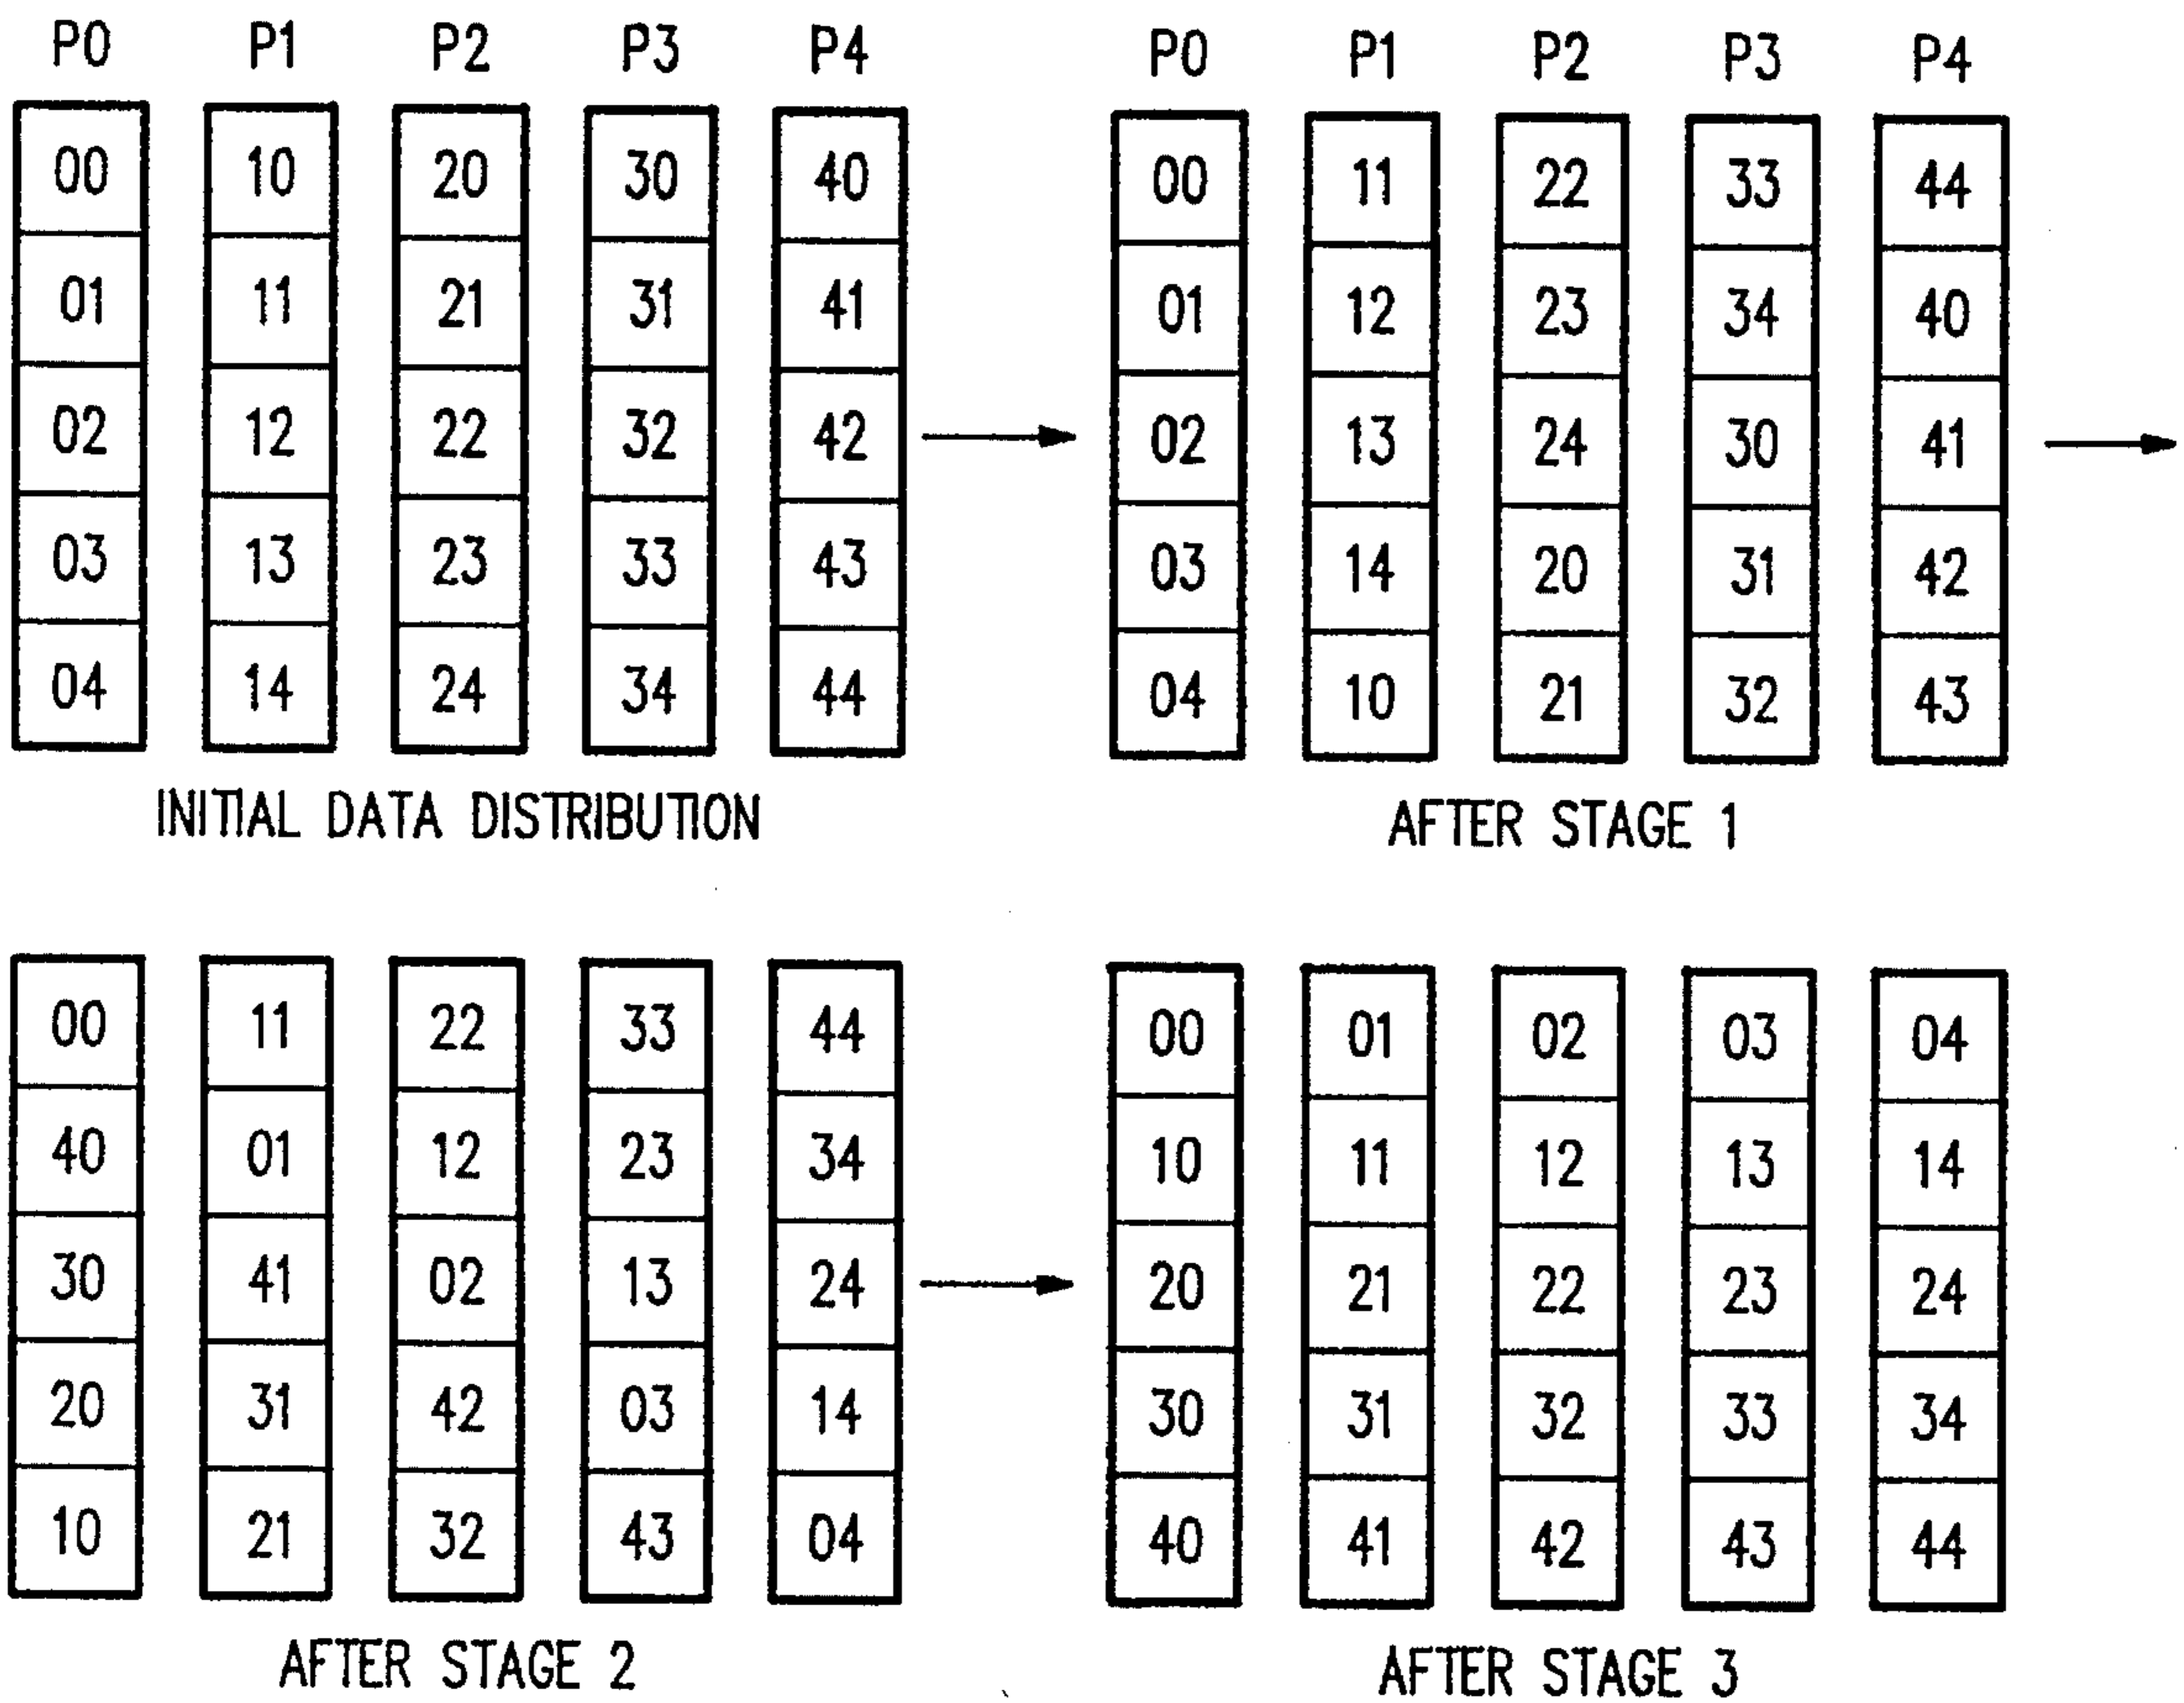 P0 P1 P2 P3 P4
00 10 20 30 40
01 11 21 31 41
02 12 22 32 42
03 13 23 33 43
04 14 24 34 44
INITIAL DATA DISTRIBUTION
P0 P1 P2 P3 P4
00 11 22 33 44
01 12 23 34 40
02 13 24 30 41
03 14 20 31 42
04 10 21 32 43
AFTER STAGE 1
00 11 22 33 44
40 01 12 23 34
30 41 02 13 24
20 31 42 03 14
10 21 32 43 04
AFTER STAGE 2
00 01 02 03 04
10 11 12 13 14
20 21 22 23 24
30 31 32 33 34
40 41 42 43 44
AFTER STAGE 3